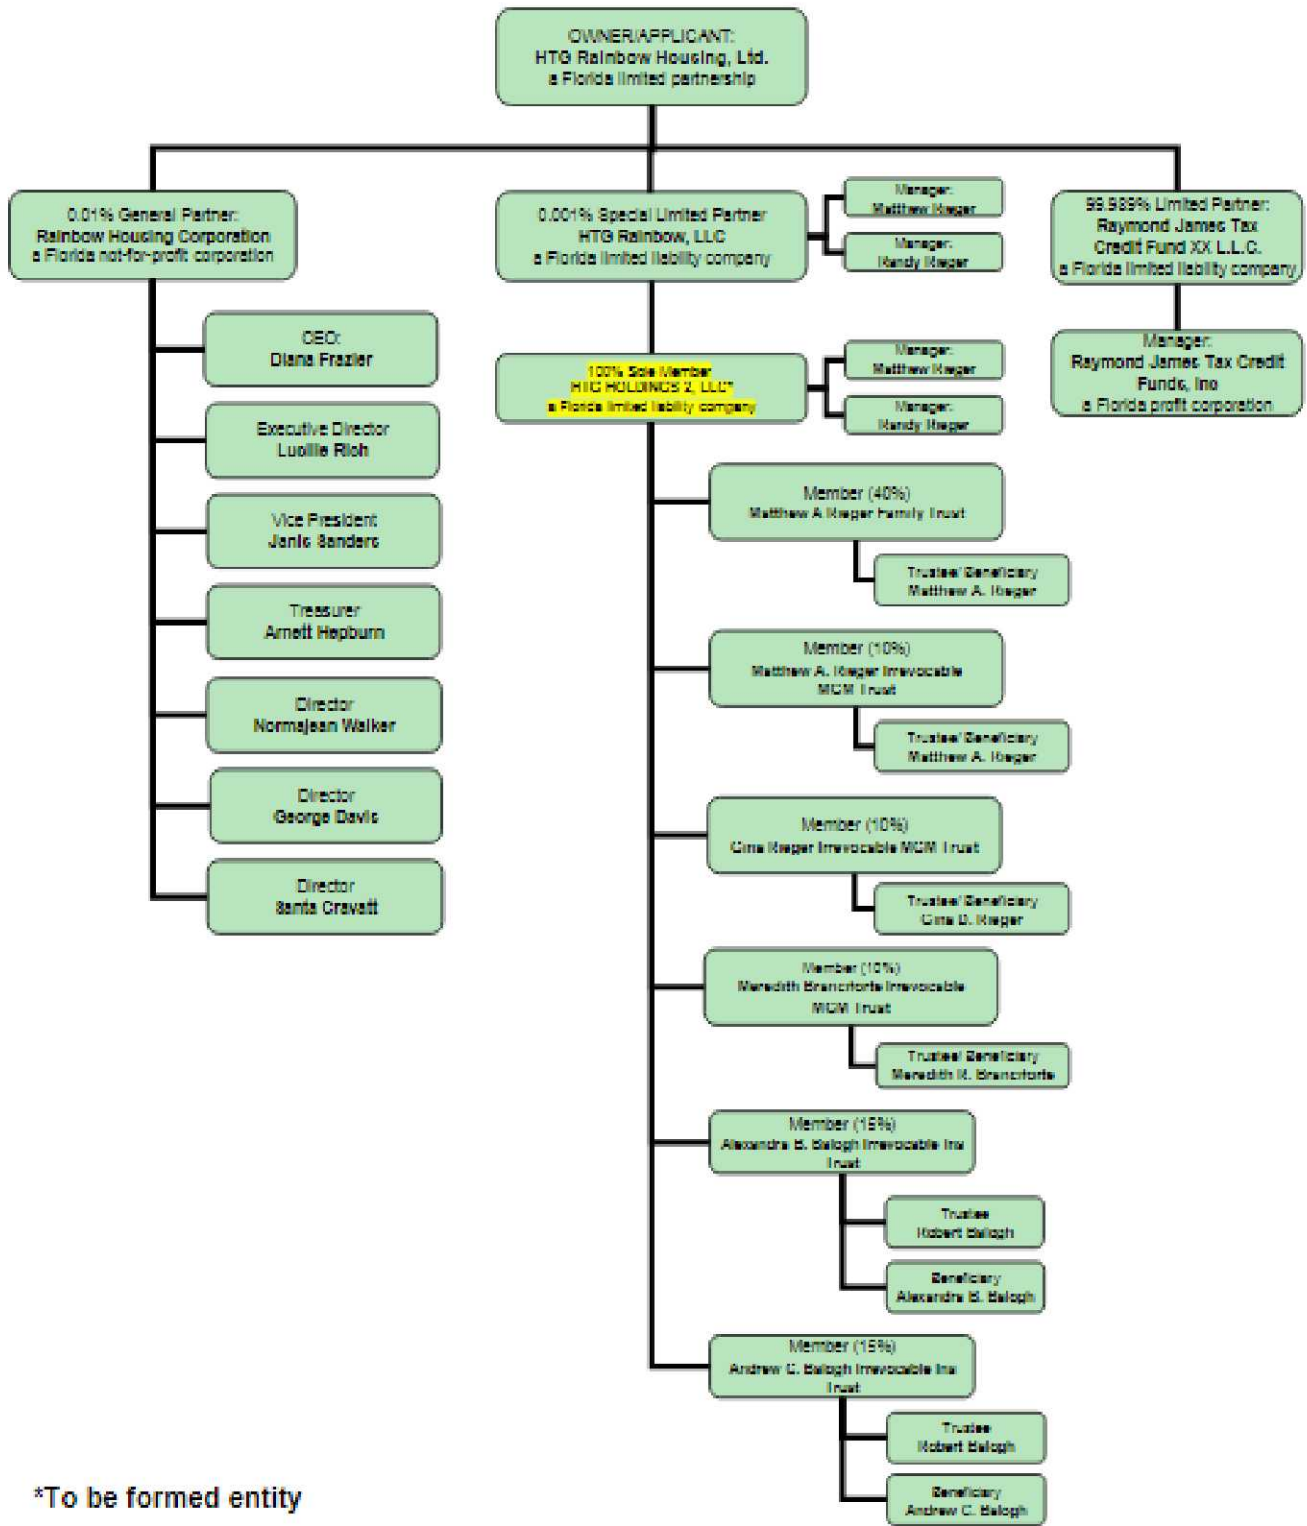 OWNER/APPLICANT:
HTG Rainbow Housing, Ltd.
a Florida limited partnership
0.01% General Partner:
Rainbow Housing Corporation
a Florida not-for-profit corporation
CEO:
Diana Frazier
Executive Director
Lucille Rich
Vice President
Janis Sanders
Treasurer
Arnett Hepburn
Director
Normajean Walker
Director
George Davis
Director
Santa Cravatt
0.001% Special Limited Partner
HTG Rainbow, LLC
a Florida limited liability company
Manager:
Matthew Rieger
Manager:
Randy Rieger
100% Sole Member
HTG HOLDINGS 2, LLC*
a Florida limited liability company
Manager:
Matthew Rieger
Manager:
Randy Rieger
Member (40%)
Matthew A Rieger Family Trust
Trustee/ Beneficiary
Matthew A. Rieger
Member (10%)
Matthew A. Rieger Irrevocable
MGM Trust
Trustee/ Beneficiary
Matthew A. Rieger
Member (10%)
Gina Rieger Irrevocable MGM Trust
Trustee/ Beneficiary
Gina D. Rieger
Member (10%)
Meredith Branciforte Irrevocable
MGM Trust
Trustee/ Beneficiary
Meredith R. Branciforte
Member (15%)
Alexandra B. Balogh Irrevocable Ins
Trust
Trustee
Robert Balogh
Beneficiary
Alexandra B. Balogh
Member (15%)
Andrew C. Balogh Irrevocable Ins
Trust
Trustee
Robert Balogh
Beneficiary
Andrew C. Balogh
99.989% Limited Partner:
Raymond James Tax
Credit Fund XX L.L.C.
a Florida limited liability company
Manager:
Raymond James Tax Credit
Funds, Inc
a Florida profit corporation
*To be formed entity